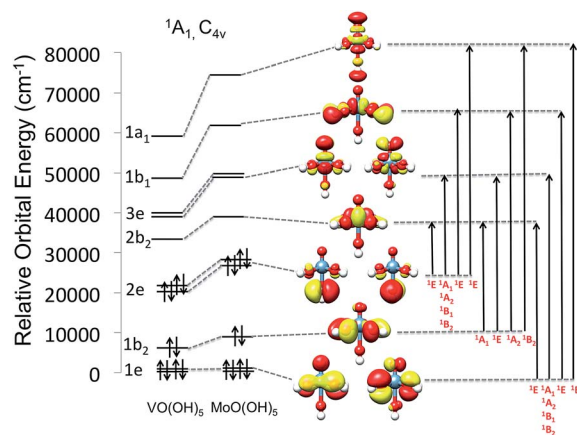 ¹A₁, C₄ᵥ
Relative Orbital Energy (cm⁻¹)
80000
70000
60000
50000
40000
30000
20000
10000
0
1a₁
1b₁
3e
2b₂
2e
1b₂
1e
VO(OH)₅ MoO(OH)₅
¹E ¹A₁ ¹E ¹E
¹A₂
¹B₁
¹B₂
¹A₁ ¹E ¹A₂ ¹B₂
¹E ¹A₁ ¹E
¹A₂
¹B₁
¹B₂